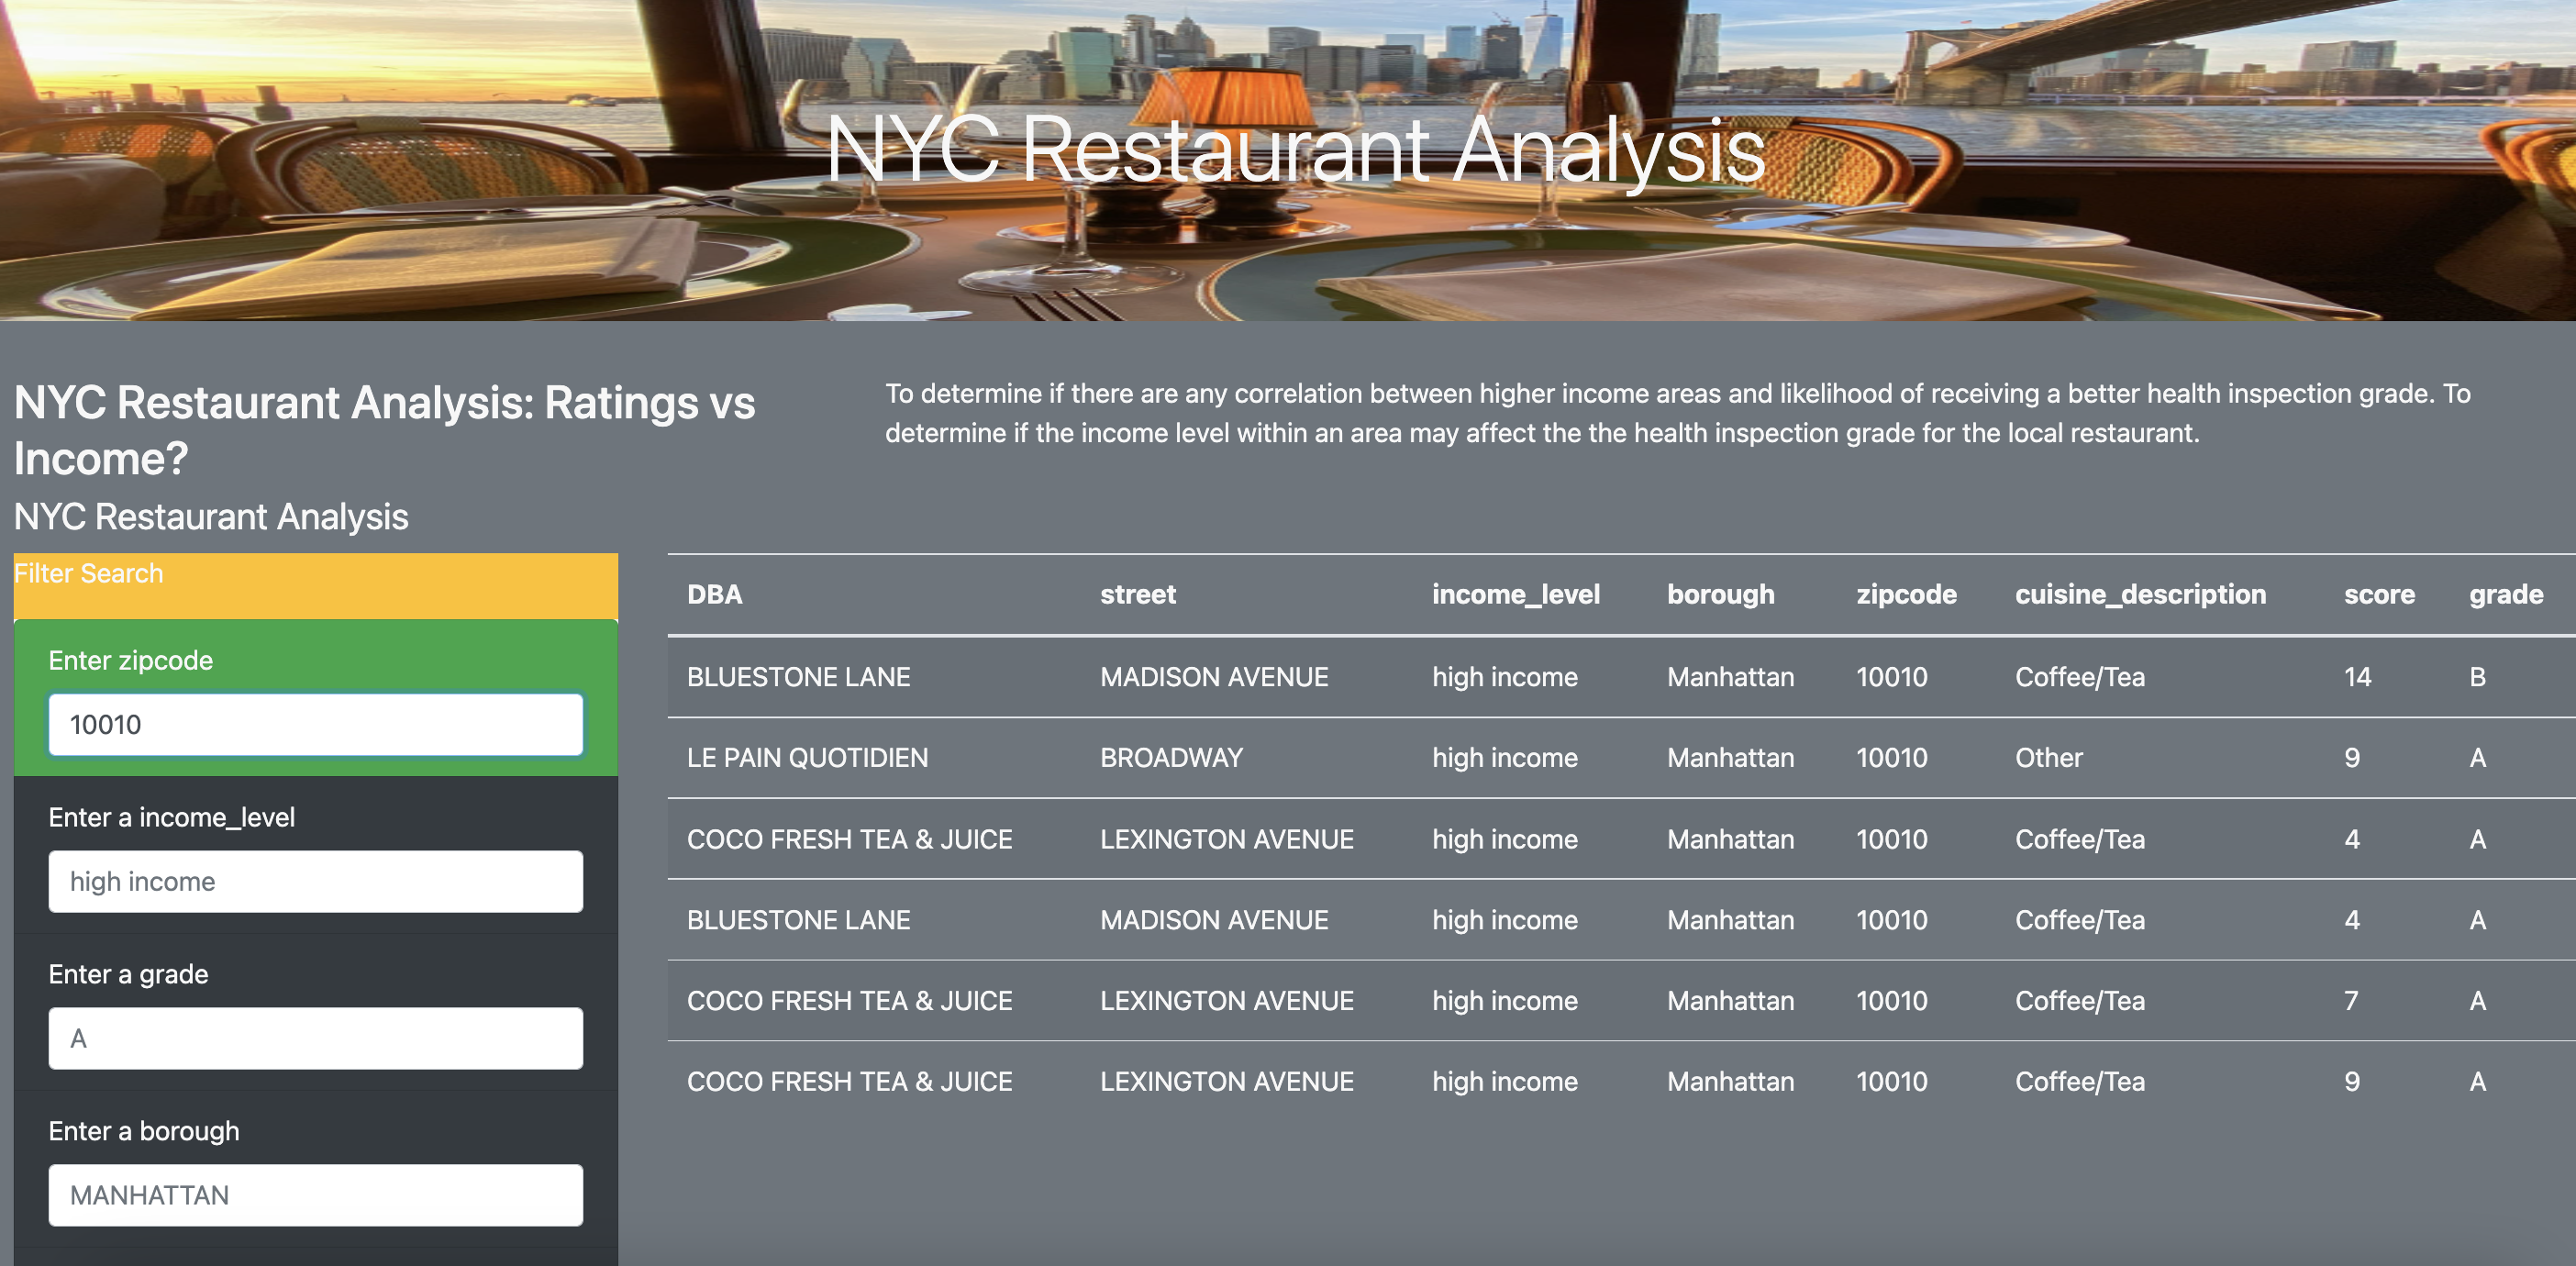 NYC Restaurant Analysis
NYC Restaurant Analysis: Ratings vs
Income?
To determine if there are any correlation between higher income areas and likelihood of receiving a better health inspection grade. To
determine if the income level within an area may affect the the health inspection grade for the local restaurant.
NYC Restaurant Analysis
Filter Search
Enter zipcode
10010
Enter a income_level
high income
Enter a grade
A
Enter a borough
MANHATTAN
DBA street income_level borough zipcode cuisine_description score grade
BLUESTONE LANE MADISON AVENUE high income Manhattan 10010 Coffee/Tea 14 B
LE PAIN QUOTIDIEN BROADWAY high income Manhattan 10010 Other 9 A
COCO FRESH TEA & JUICE LEXINGTON AVENUE high income Manhattan 10010 Coffee/Tea 4 A
BLUESTONE LANE MADISON AVENUE high income Manhattan 10010 Coffee/Tea 4 A
COCO FRESH TEA & JUICE LEXINGTON AVENUE high income Manhattan 10010 Coffee/Tea 7 A
COCO FRESH TEA & JUICE LEXINGTON AVENUE high income Manhattan 10010 Coffee/Tea 9 A